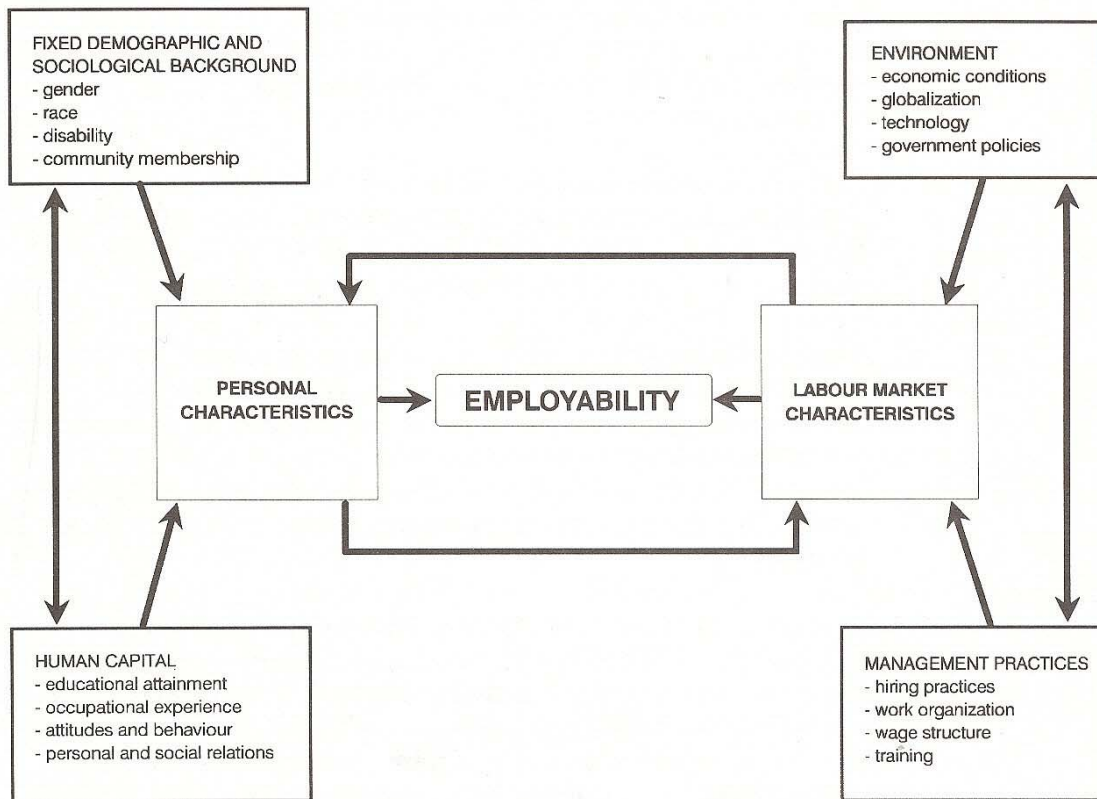 FIXED DEMOGRAPHIC AND
SOCIOLOGICAL BACKGROUND
- gender
- race
- disability
- community membership
ENVIRONMENT
- economic conditions
- globalization
- technology
- government policies
PERSONAL
CHARACTERISTICS
EMPLOYABILITY
LABOUR MARKET
CHARACTERISTICS
HUMAN CAPITAL
- educational attainment
- occupational experience
- attitudes and behaviour
- personal and social relations
MANAGEMENT PRACTICES
- hiring practices
- work organization
- wage structure
- training